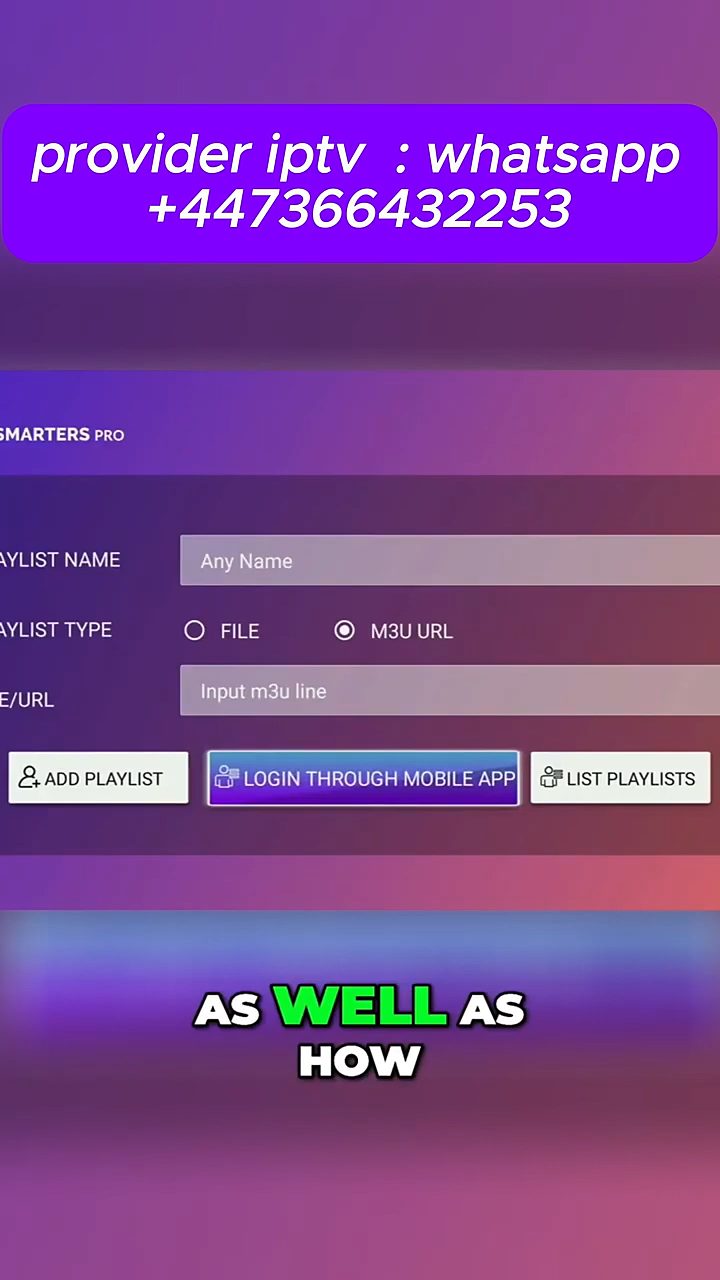 provider iptv : whatsapp
+447366432253
SMARTERS PRO
AYLIST NAME
Any Name
AYLIST TYPE
FILE
M3U URL
E/URL
Input m3u line
ADD PLAYLIST
LOGIN THROUGH MOBILE APP
LIST PLAYLISTS
AS WELL AS
HOW